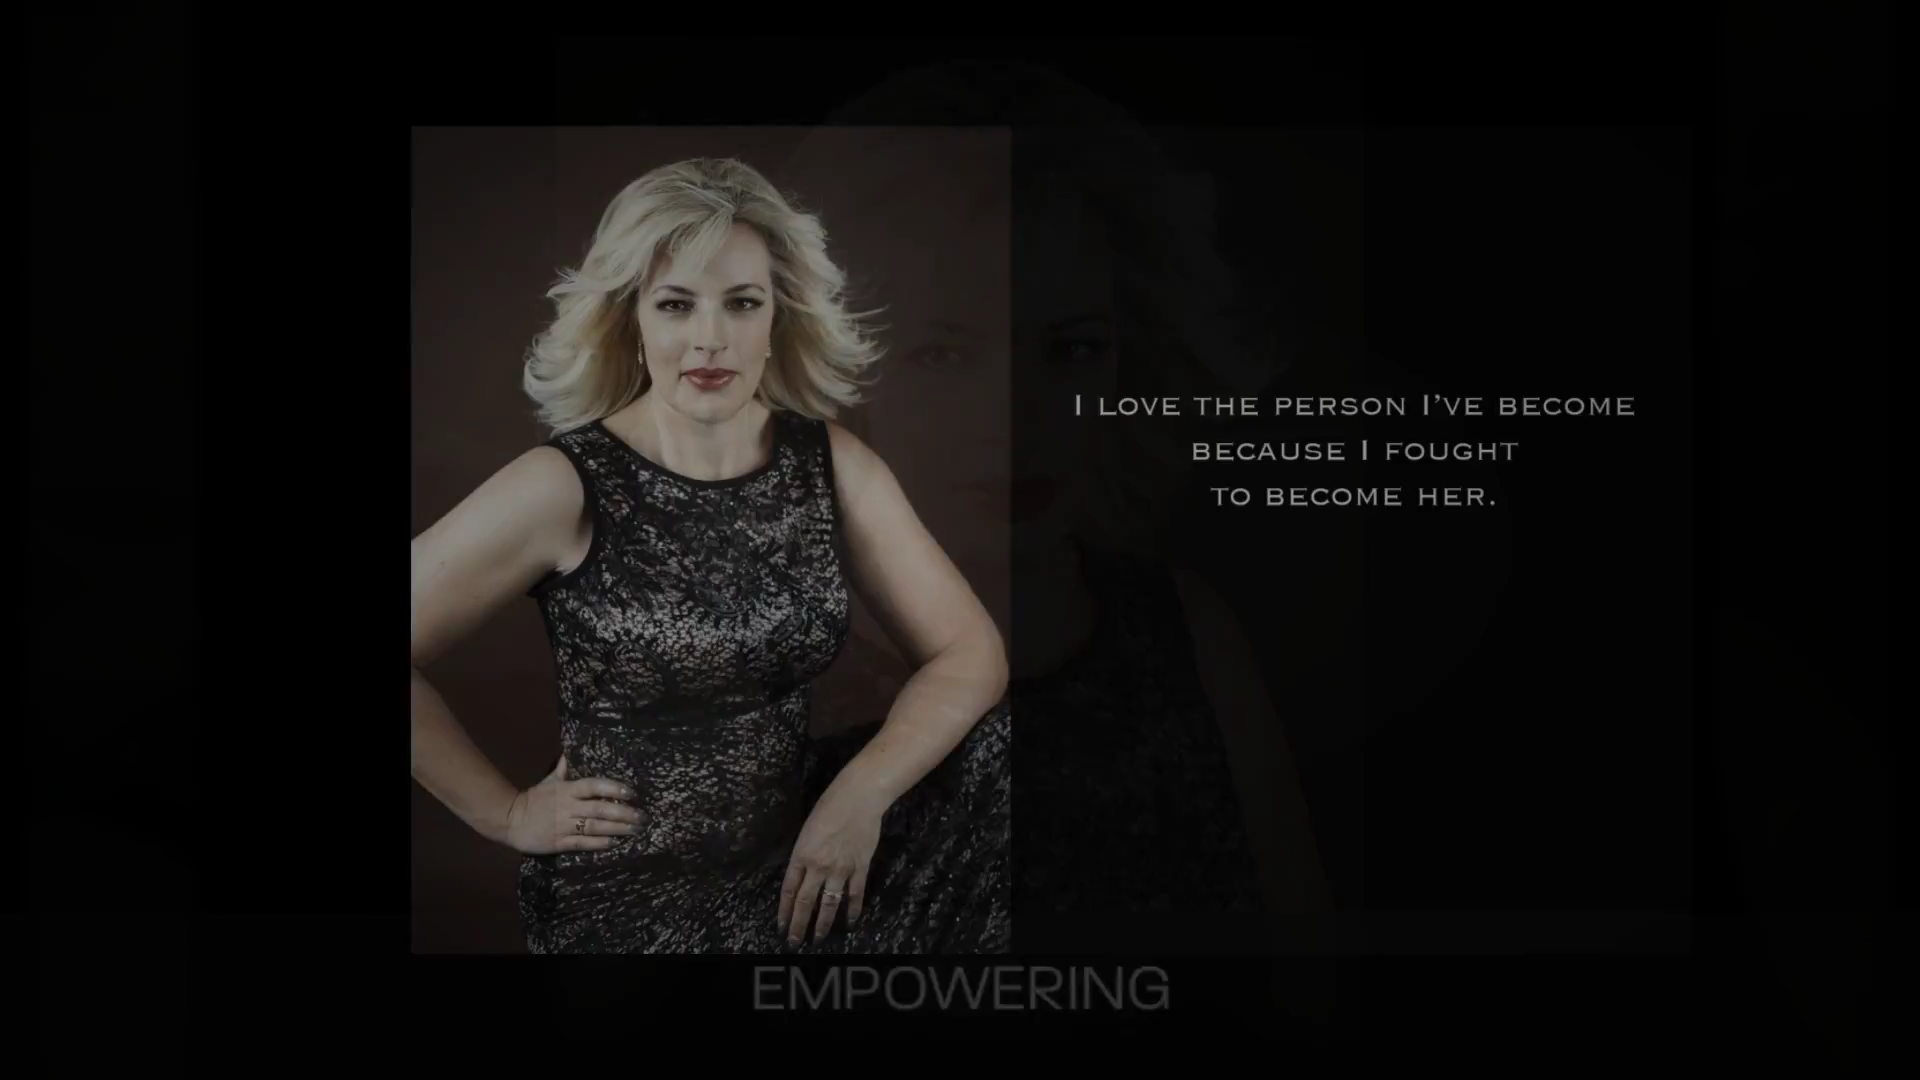 I LOVE THE PERSON I’VE BECOME
BECAUSE I FOUGHT
TO BECOME HER.
EMPOWERING